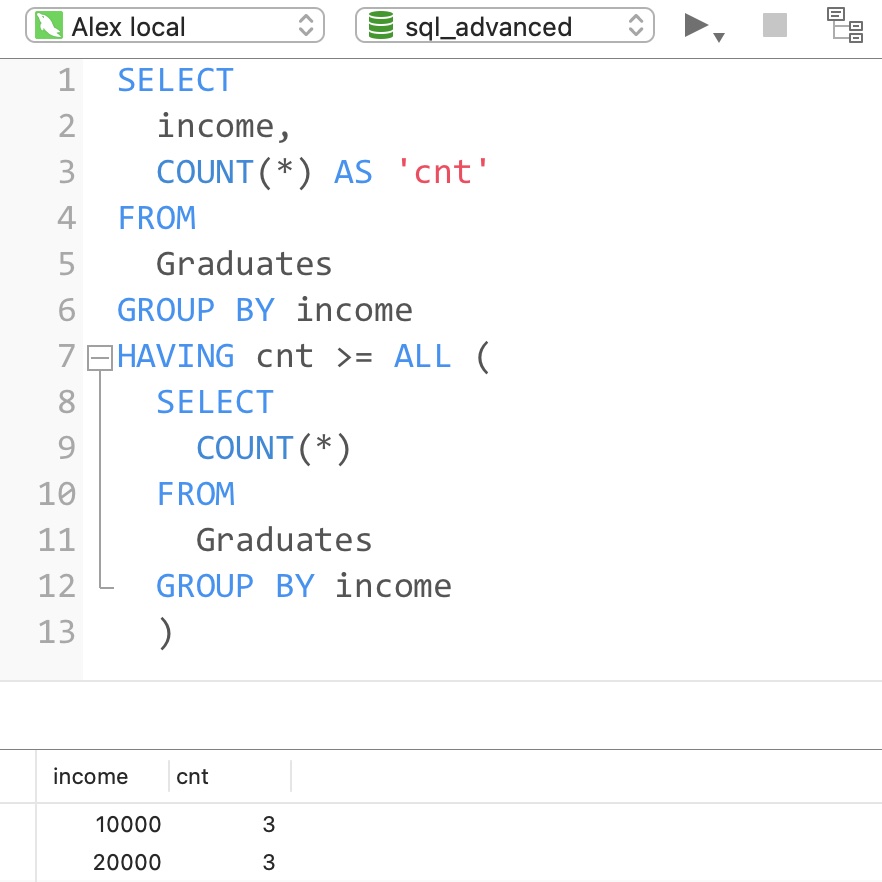 Alex local sql_advanced
1 SELECT
2   income,
3   COUNT(*) AS 'cnt'
4 FROM
5   Graduates
6 GROUP BY income
7 HAVING cnt >= ALL (
8   SELECT
9     COUNT(*)
10   FROM
11     Graduates
12   GROUP BY income
13   )
income cnt
10000 3
20000 3